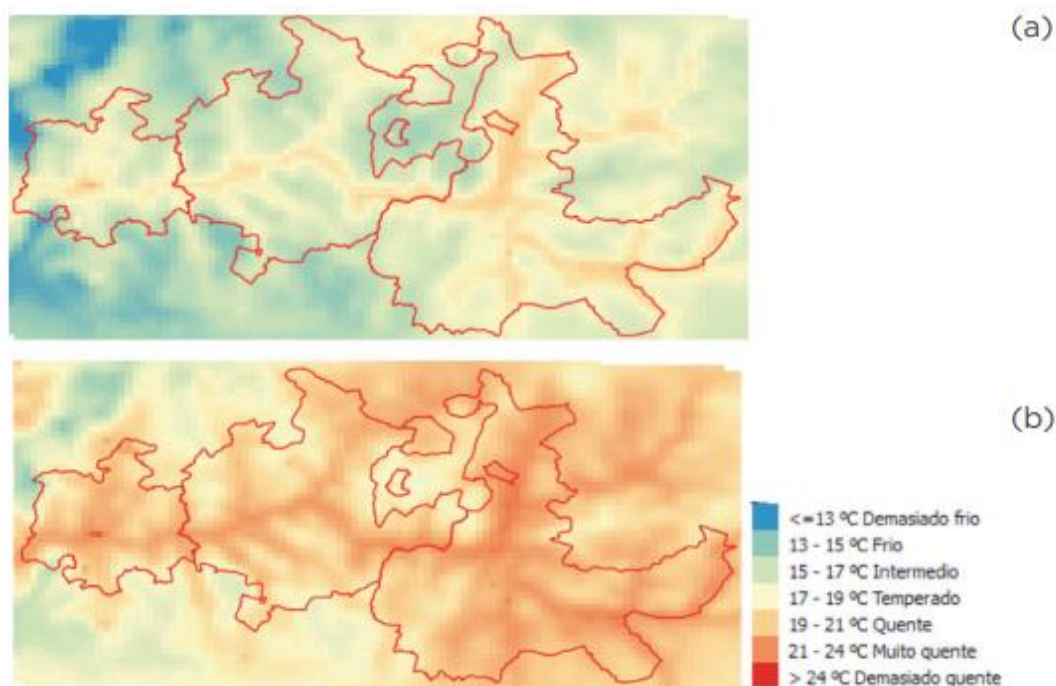 (a)
(b)
<=13 ºC Demasiado frio
13 - 15 ºC Frio
15 - 17 ºC Intermedio
17 - 19 ºC Temperado
19 - 21 ºC Quente
21 - 24 ºC Muito quente
> 24 ºC Demasiado quente